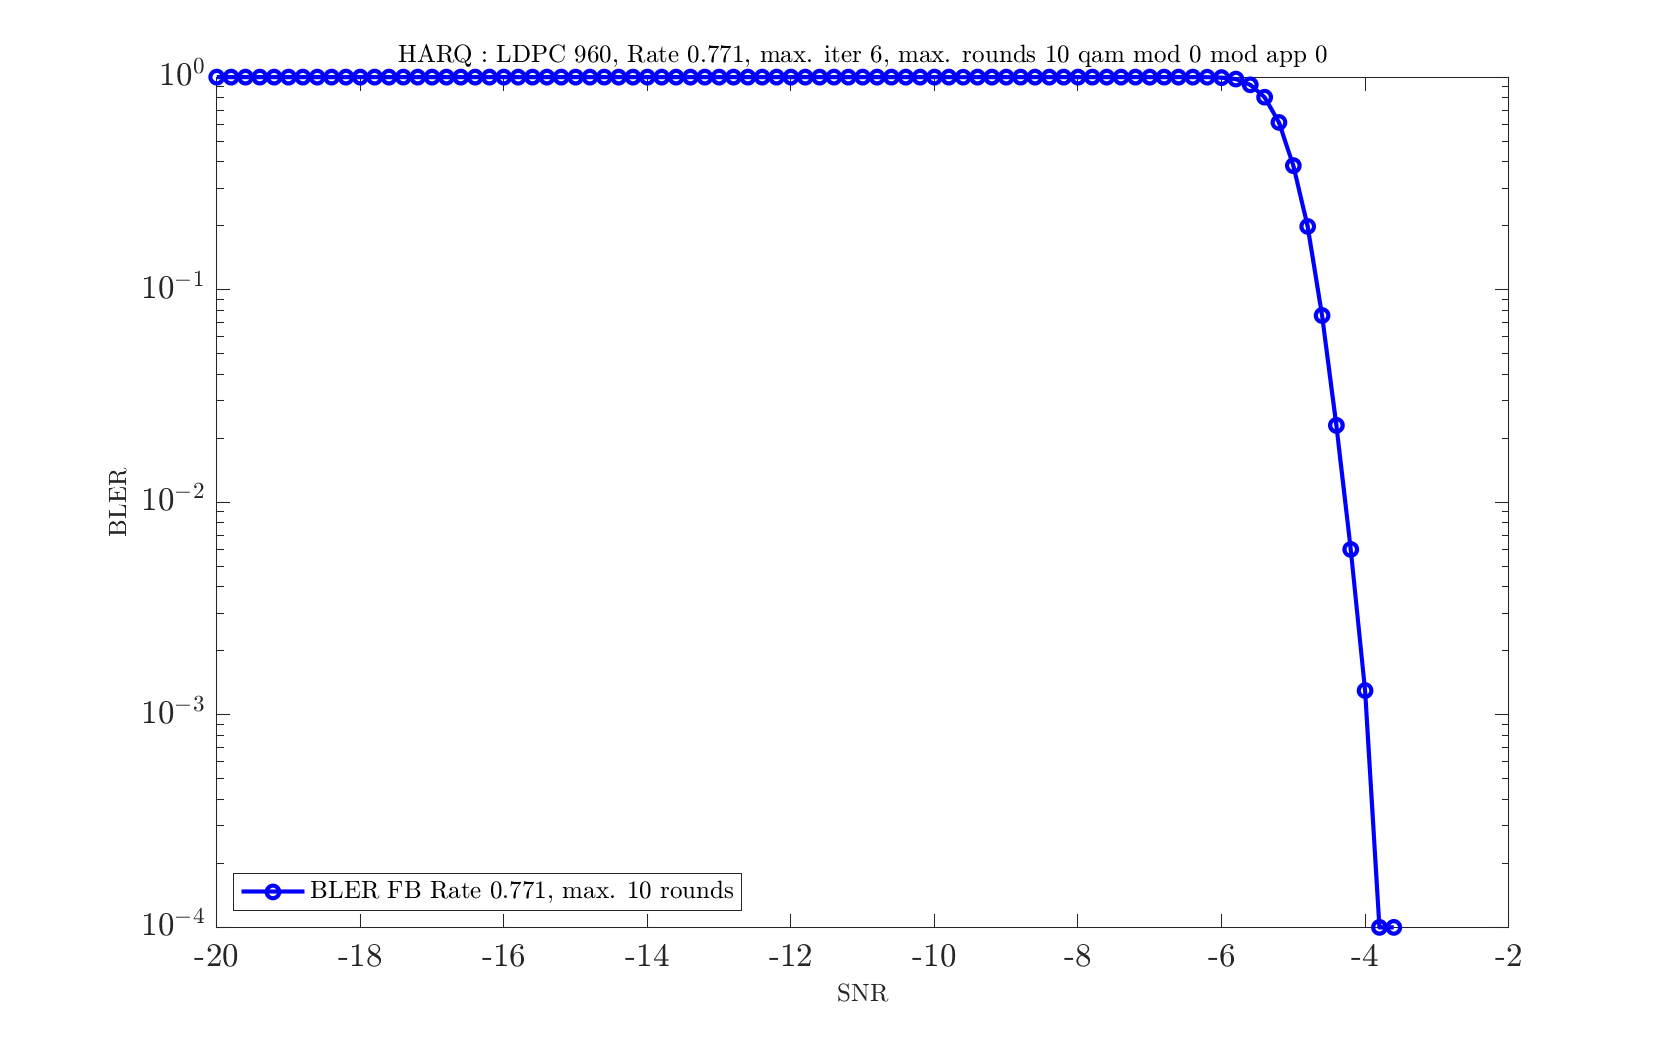 HARQ : LDPC 960, Rate 0.771, max. iter 6, max. rounds 10 qam mod 0 mod app 0
10^0
10^-1
10^-2
10^-3
10^-4
BLER
BLER FB Rate 0.771, max. 10 rounds
-20 -18 -16 -14 -12 -10 -8 -6 -4 -2
SNR